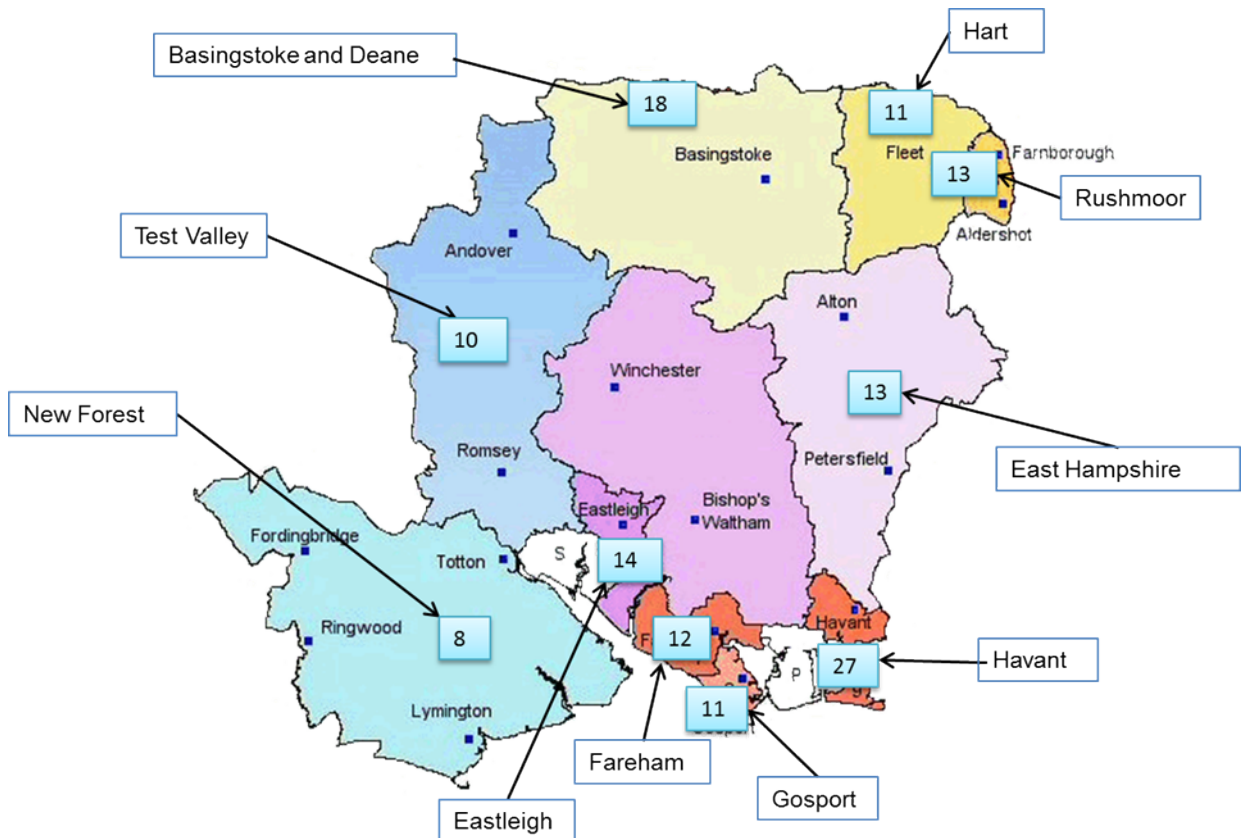 Hart
Basingstoke and Deane
18
11
Basingstoke
Fleet
Farnborough
13
Rushmoor
Test Valley
Andover
Aldershot
Alton
10
Winchester
13
New Forest
Romsey
Petersfield
East Hampshire
Eastleigh
Bishop's
Waltham
Fordingbridge
Totton
S
14
Ringwood
8
12
Havant
P
27
Havant
Lymington
11
Fareham
Gosport
Eastleigh